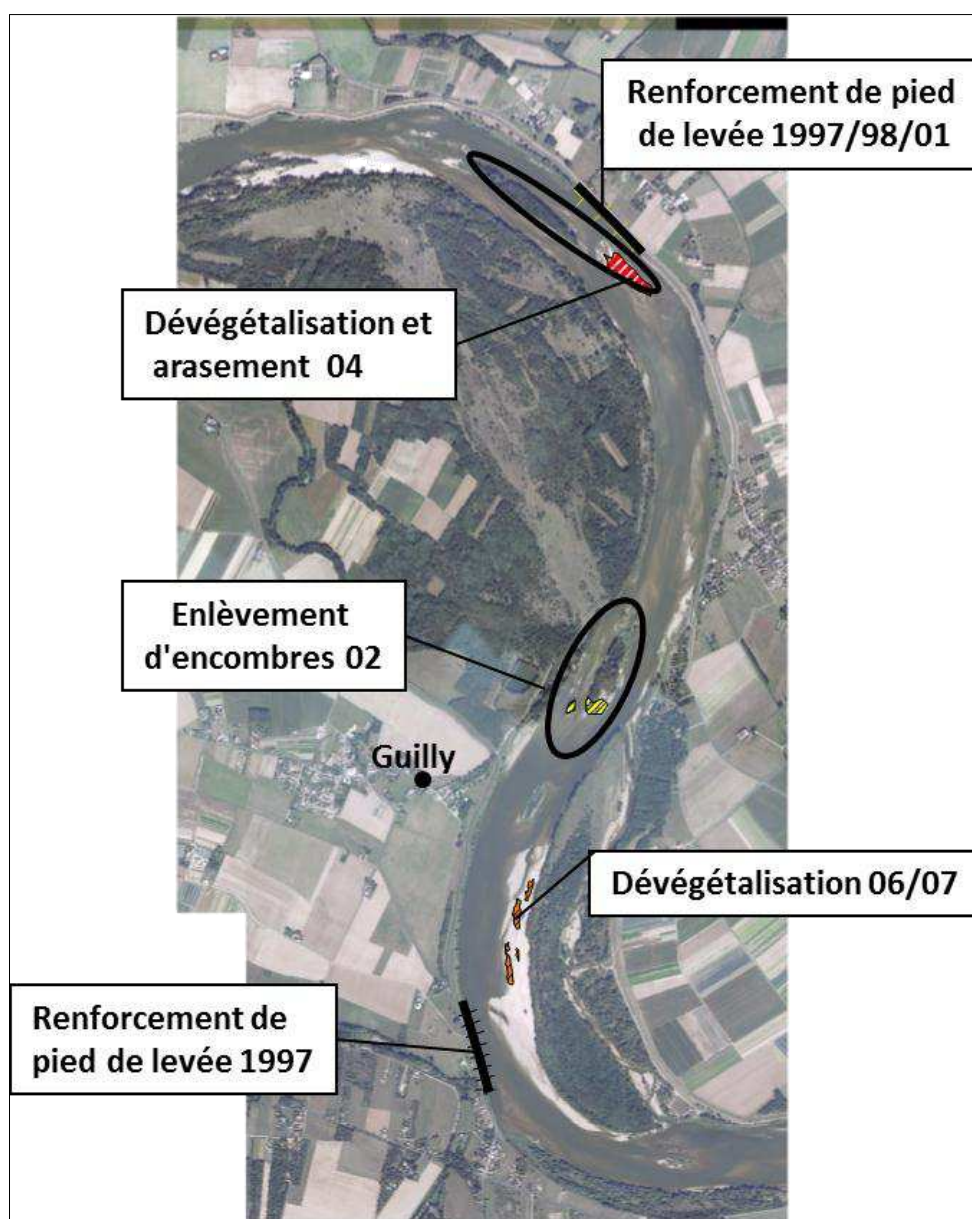 Renforcement de pied
de levée 1997/98/01
Dévégétalisation et
arasement 04
Enlèvement
d'encombres 02
Guilly
Dévégétalisation 06/07
Renforcement de
pied de levée 1997